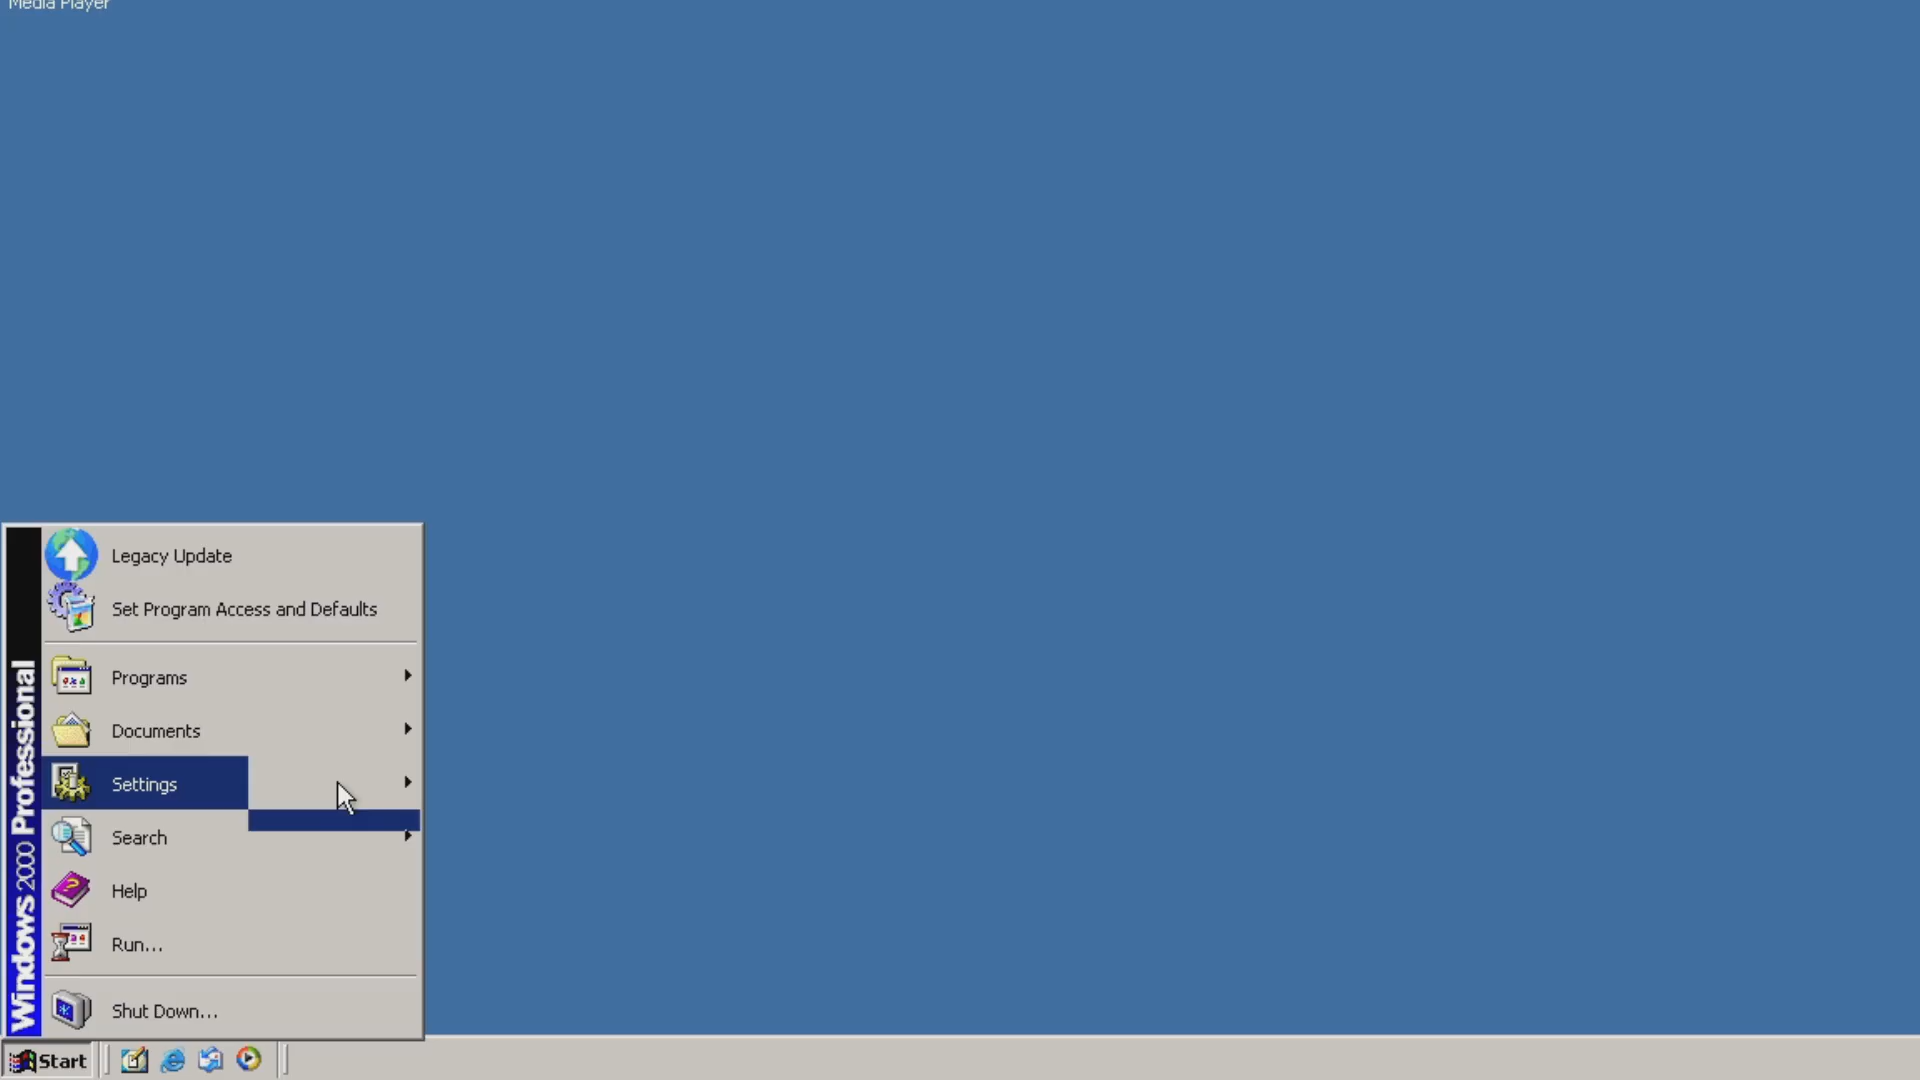 Media Player
Legacy Update
Set Program Access and Defaults
Programs
Documents
Settings
Search
Help
Run...
Shut Down...
Windows 2000 Professional
Start